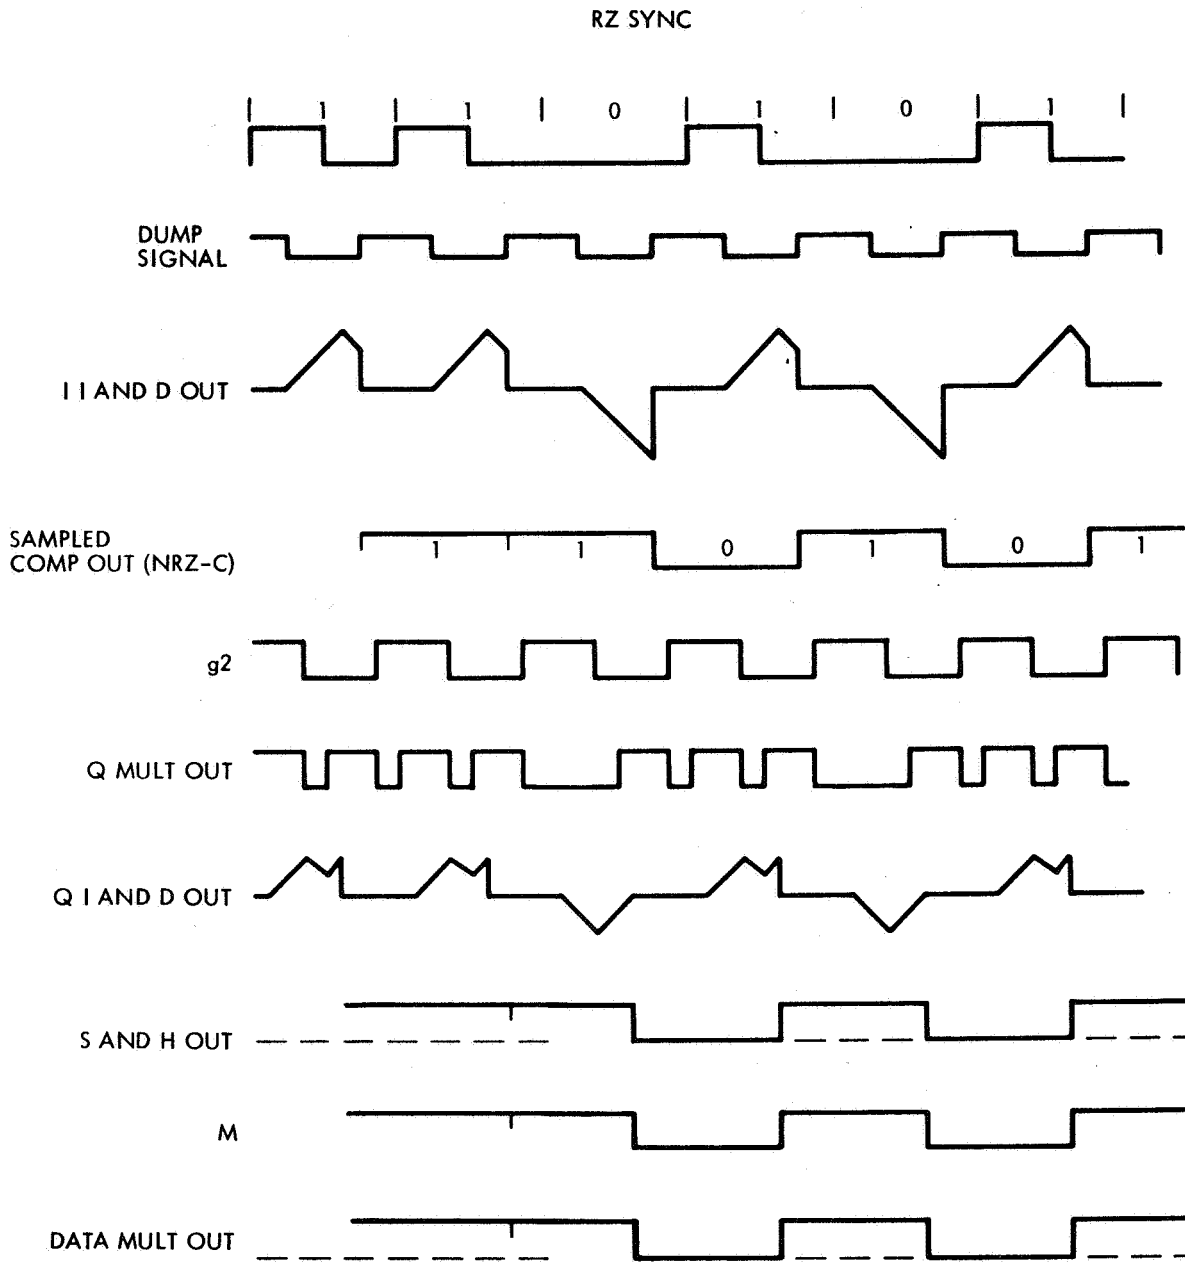 RZ SYNC
| 1 | 1 | 0 | 1 | 0 | 1 |
DUMP
SIGNAL
I I AND D OUT
SAMPLED
COMP OUT (NRZ-C)
1 1 0 1 0 1
g2
Q MULT OUT
Q I AND D OUT
S AND H OUT
M
DATA MULT OUT